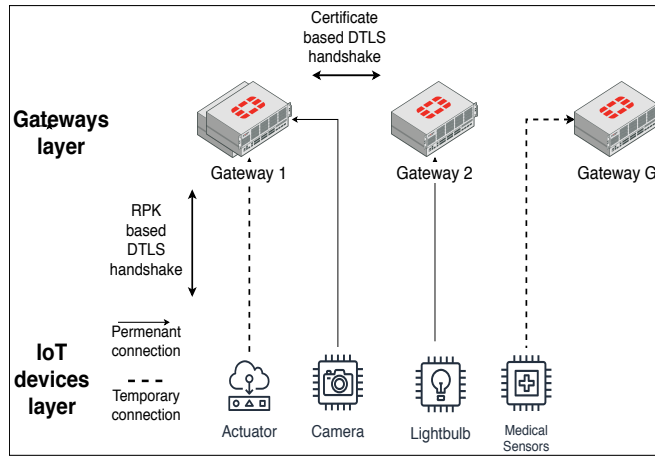 Certificate
based DTLS
handshake
Gateways
layer
Gateway 1
Gateway 2
Gateway G
RPK
based
DTLS
handshake
Permenant
connection
IoT
devices
layer
Temporary
connection
Actuator
Camera
Lightbulb
Medical
Sensors